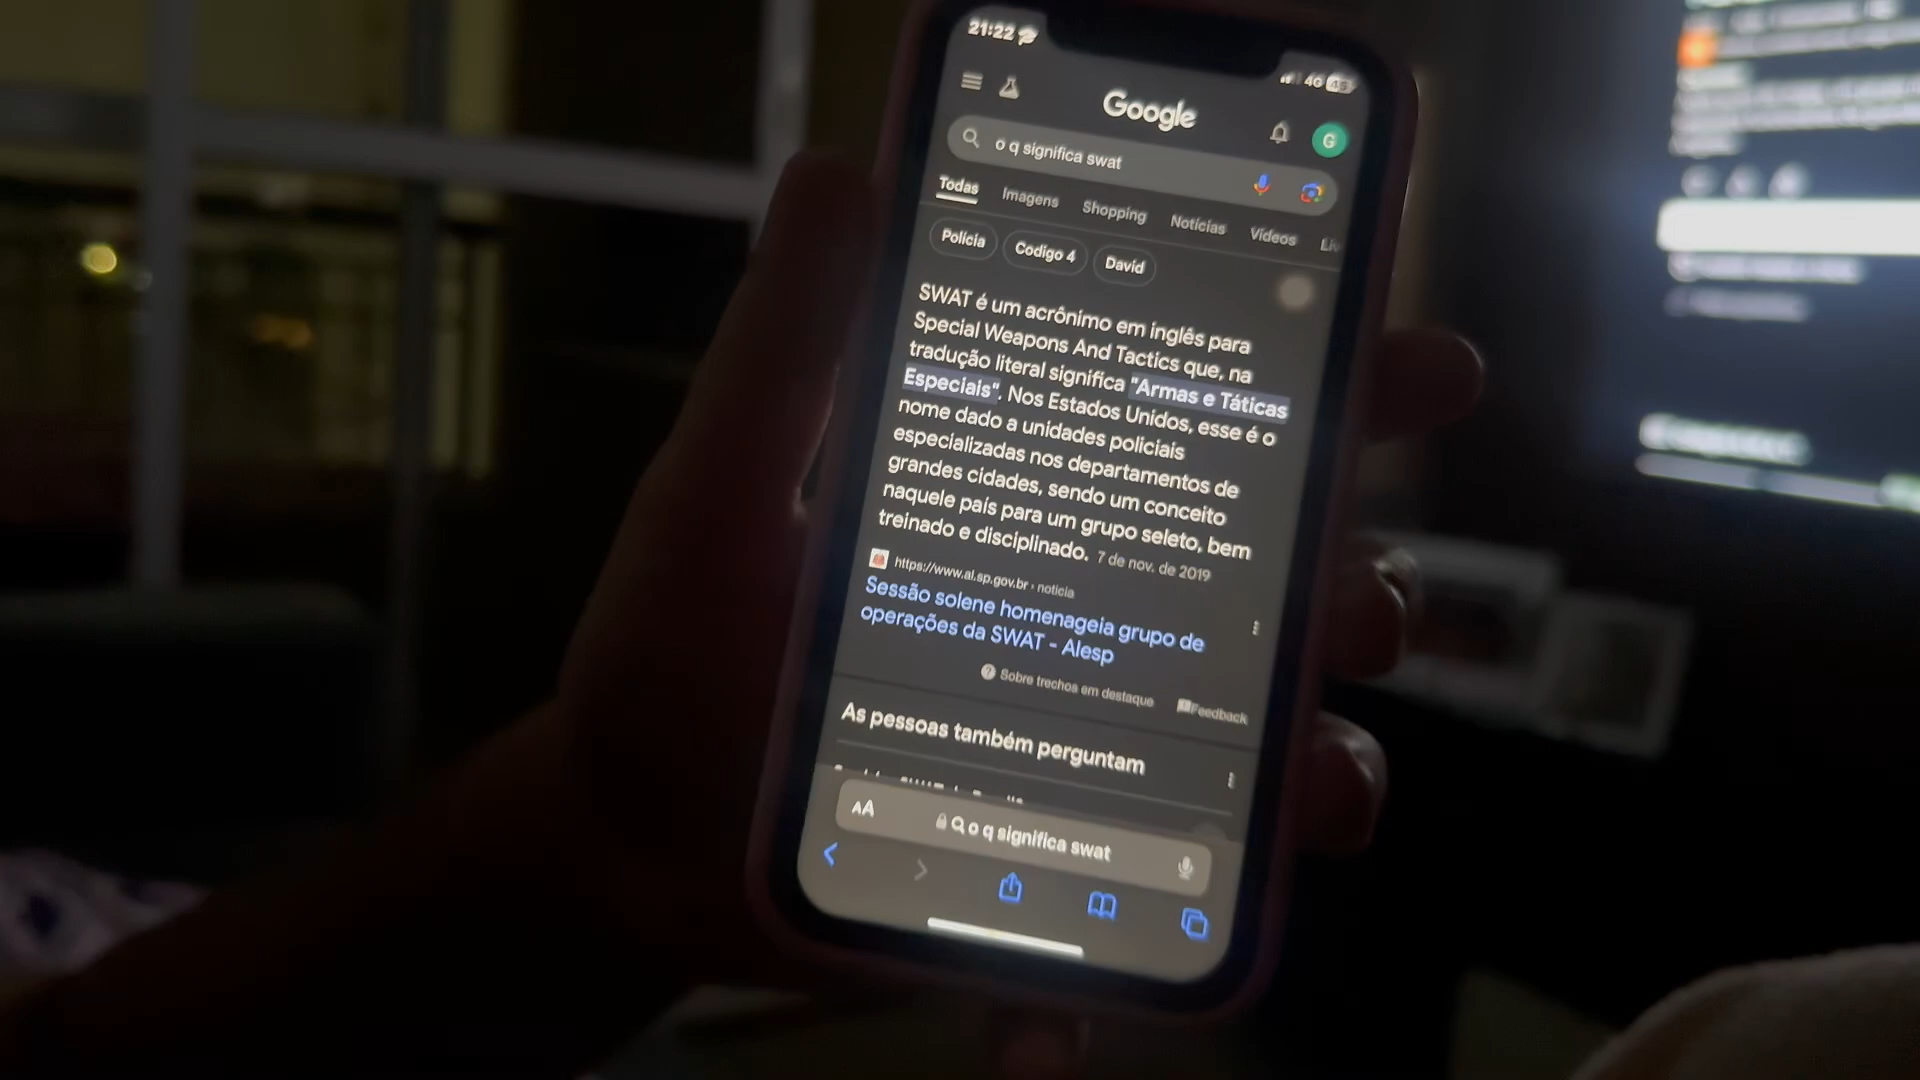 21:22
4G
Google
G
o q significa swat
Todas Imagens Shopping Notícias Vídeos
Polícia Codigo 4 David
SWAT é um acrônimo em inglês para
Special Weapons And Tactics que, na
tradução literal significa "Armas e Táticas
Especiais". Nos Estados Unidos, esse é o
nome dado a unidades policiais
especializadas nos departamentos de
grandes cidades, sendo um conceito
naquele país para um grupo seleto, bem
treinado e disciplinado. 7 de nov. de 2019
https://www.al.sp.gov.br › noticia
Sessão solene homenageia grupo de
operações da SWAT - Alesp
Sobre trechos em destaque Feedback
As pessoas também perguntam
AA o q significa swat